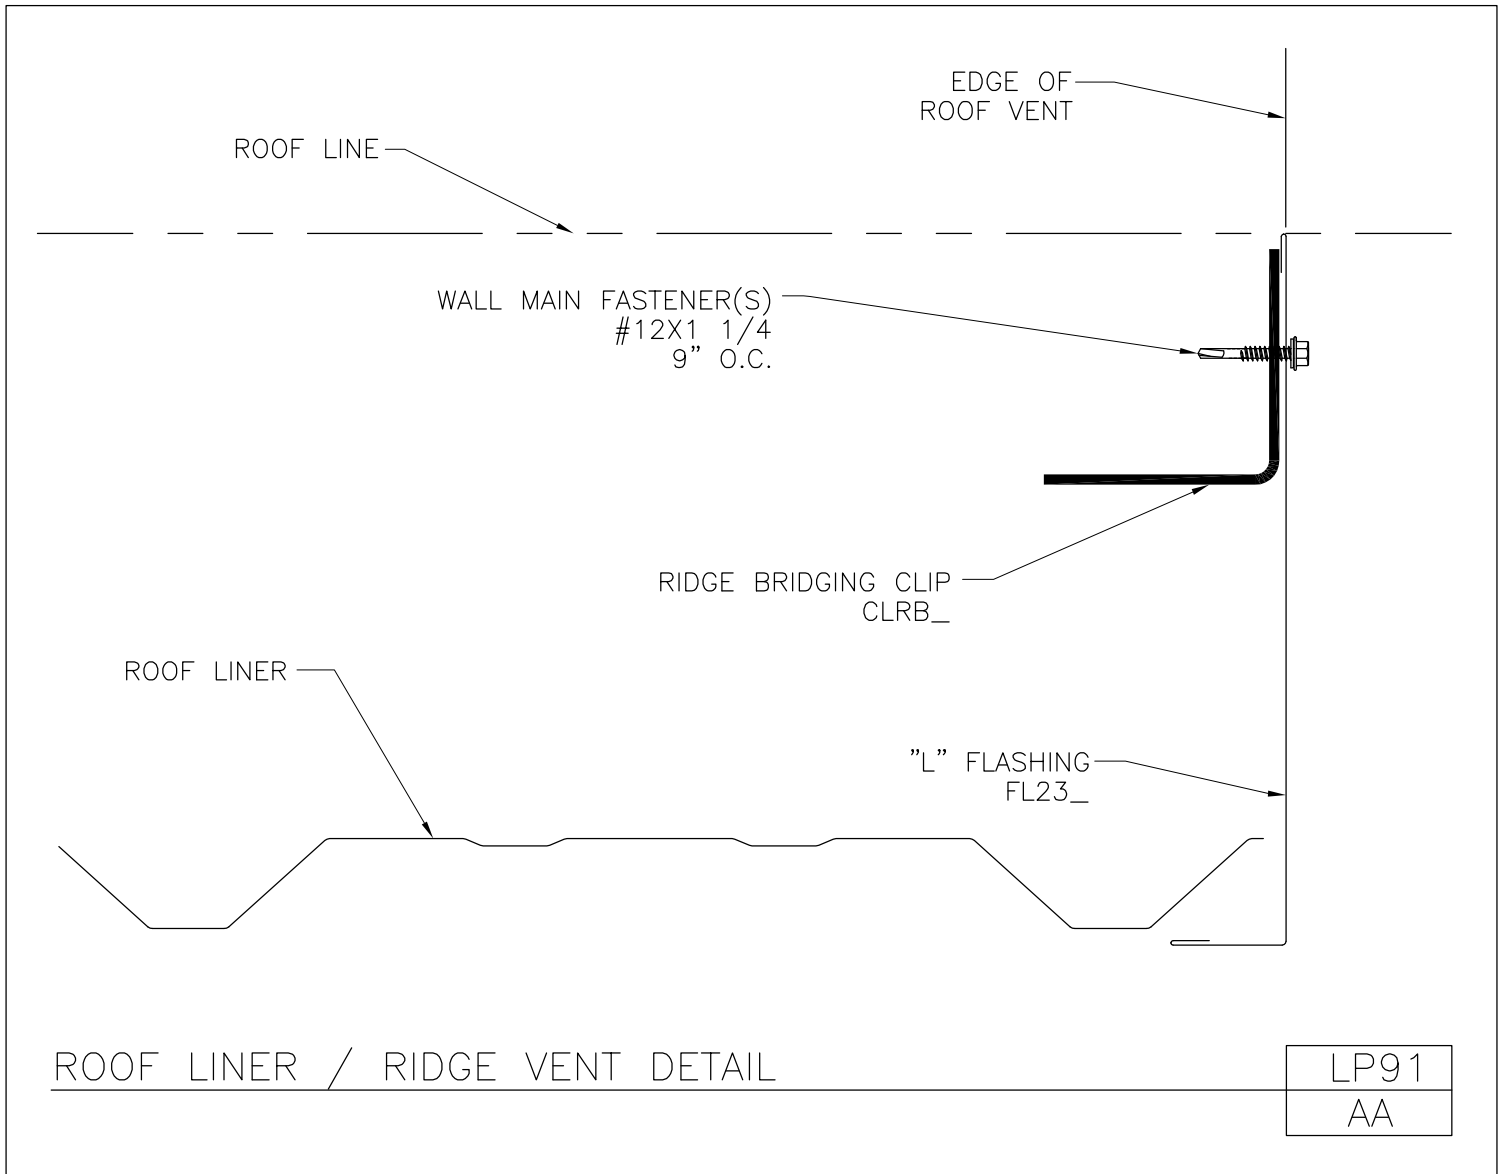 EDGE OF
ROOF VENT
ROOF LINE
WALL MAIN FASTENER(S)
#12X1 1/4
9” O.C.
RIDGE BRIDGING CLIP
CLRB_
ROOF LINER
”L” FLASHING
FL23_
ROOF LINER / RIDGE VENT DETAIL
LP91
AA